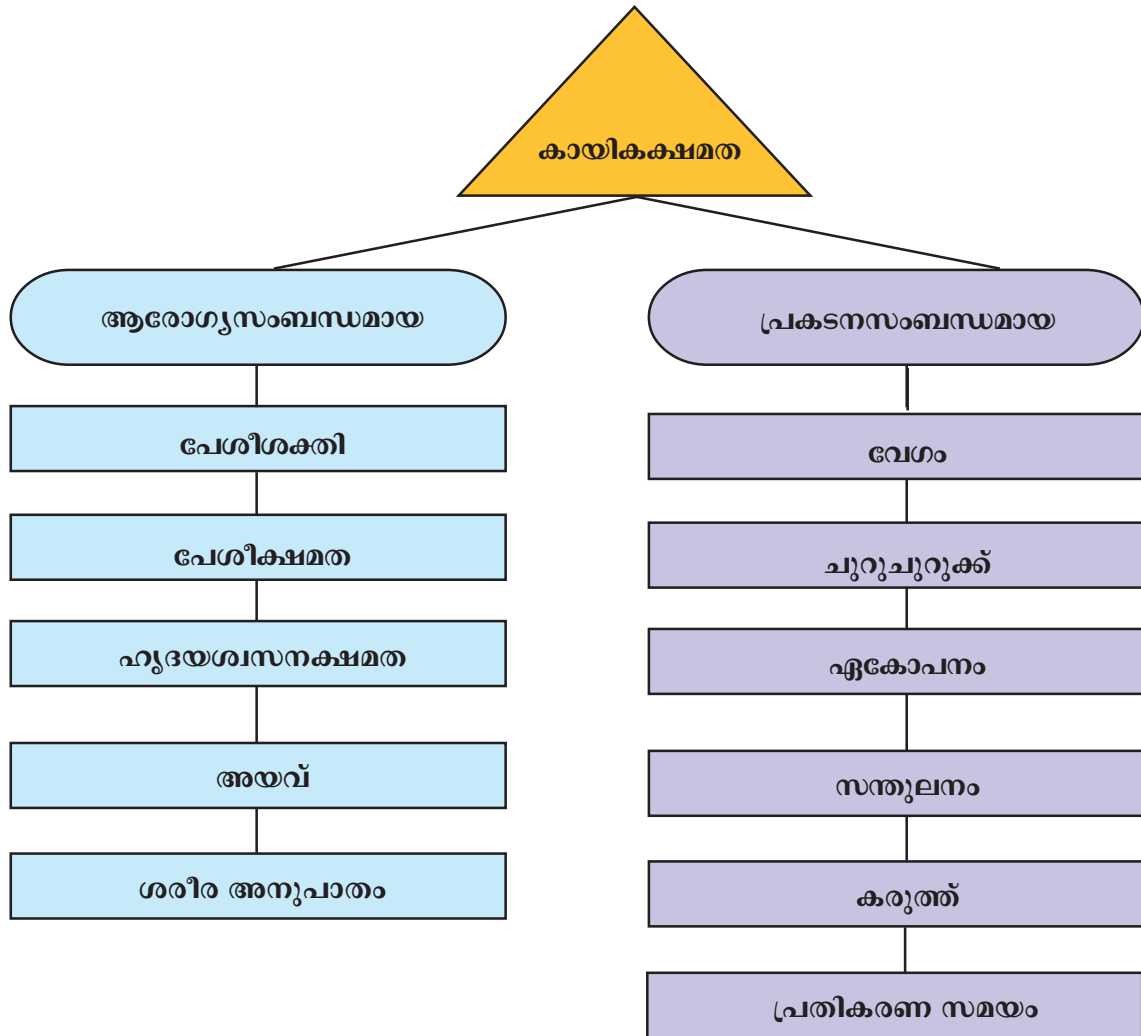 കായികക്ഷമത
ആരോഗ്യസംബന്ധമായ
പേശീശക്തി
പേശീക്ഷമത
ഹൃദയശ്വസനക്ഷമത
അയവ്
ശരീര അനുപാതം
പ്രകടനസംബന്ധമായ
വേഗം
ചുറുചുറുക്ക്
ഏകോപനം
സന്തുലനം
കരുത്ത്
പ്രതികരണ സമയം